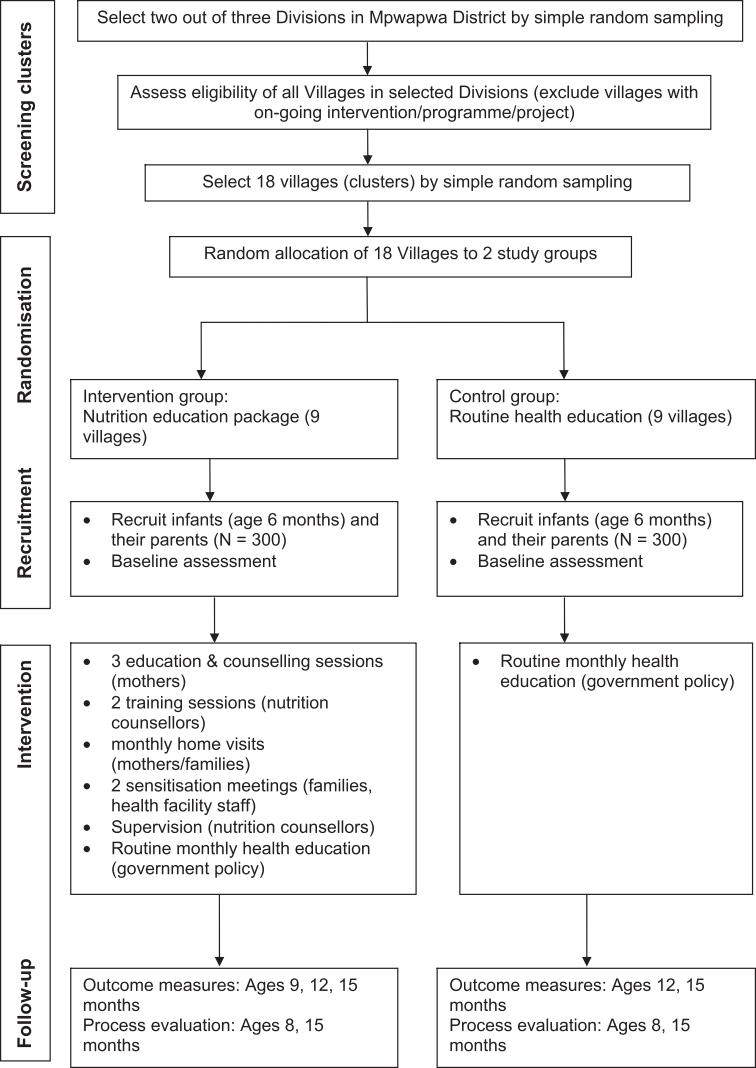 Screening clusters
Select two out of three Divisions in Mpwapwa District by simple random sampling
Assess eligibility of all Villages in selected Divisions (exclude villages with
on-going intervention/programme/project)
Select 18 villages (clusters) by simple random sampling
Randomisation
Random allocation of 18 Villages to 2 study groups
Intervention group:
Nutrition education package (9
villages)
Control group:
Routine health education (9 villages)
Recruitment
• Recruit infants (age 6 months) and
their parents (N = 300)
• Baseline assessment
• Recruit infants (age 6 months)
and their parents (N = 300)
• Baseline assessment
Intervention
• 3 education & counselling sessions
(mothers)
• 2 training sessions (nutrition
counsellors)
• monthly home visits
(mothers/families)
• 2 sensitisation meetings (families,
health facility staff)
• Supervision (nutrition counsellors)
• Routine monthly health education
(government policy)
• Routine monthly health
education (government policy)
Follow-up
Outcome measures: Ages 9, 12, 15
months
Process evaluation: Ages 8, 15
months
Outcome measures: Ages 12, 15
months
Process evaluation: Ages 8, 15
months